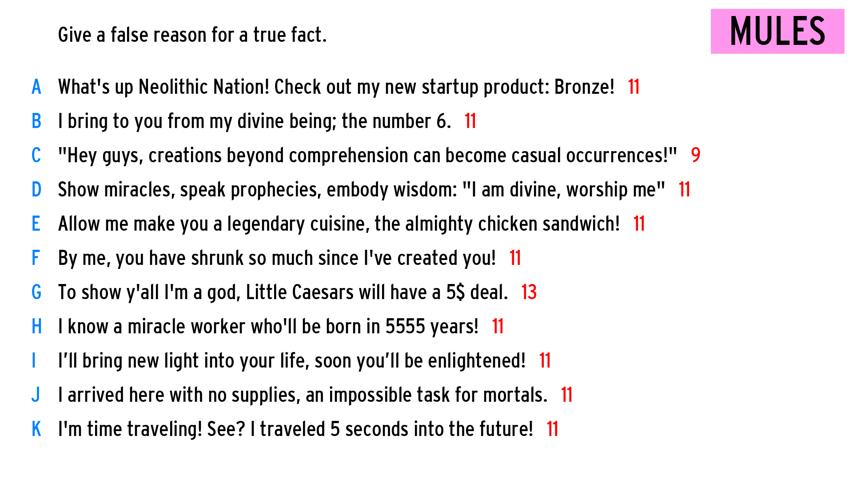 Give a false reason for a true fact.
MULES
A What's up Neolithic Nation! Check out my new startup product: Bronze! 11
B I bring to you from my divine being; the number 6. 11
C "Hey guys, creations beyond comprehension can become casual occurrences!" 9
D Show miracles, speak prophecies, embody wisdom: "I am divine, worship me" 11
E Allow me make you a legendary cuisine, the almighty chicken sandwich! 11
F By me, you have shrunk so much since I've created you! 11
G To show y'all I'm a god, Little Caesars will have a 5$ deal. 13
H I know a miracle worker who'll be born in 5555 years! 11
I I’ll bring new light into your life, soon you’ll be enlightened! 11
J I arrived here with no supplies, an impossible task for mortals. 11
K I'm time traveling! See? I traveled 5 seconds into the future! 11